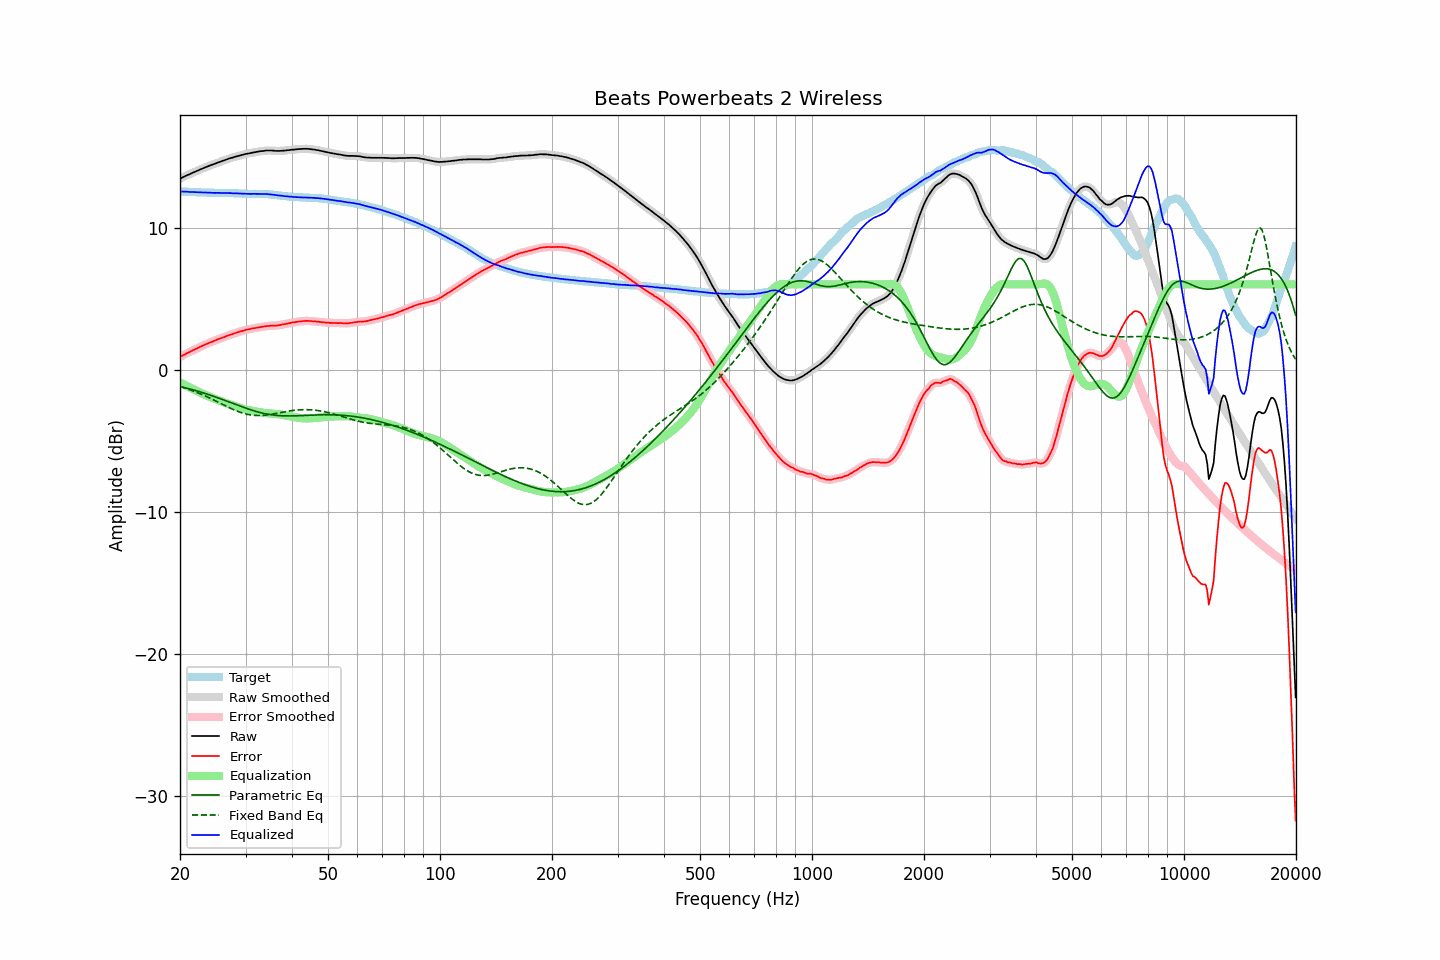 Beats Powerbeats 2 Wireless
Amplitude (dBr)
10
0
−10
−20
−30
Target
Raw Smoothed
Error Smoothed
Raw
Error
Equalization
Parametric Eq
Fixed Band Eq
Equalized
20 50 100 200 500 1000 2000 5000 10000 20000
Frequency (Hz)